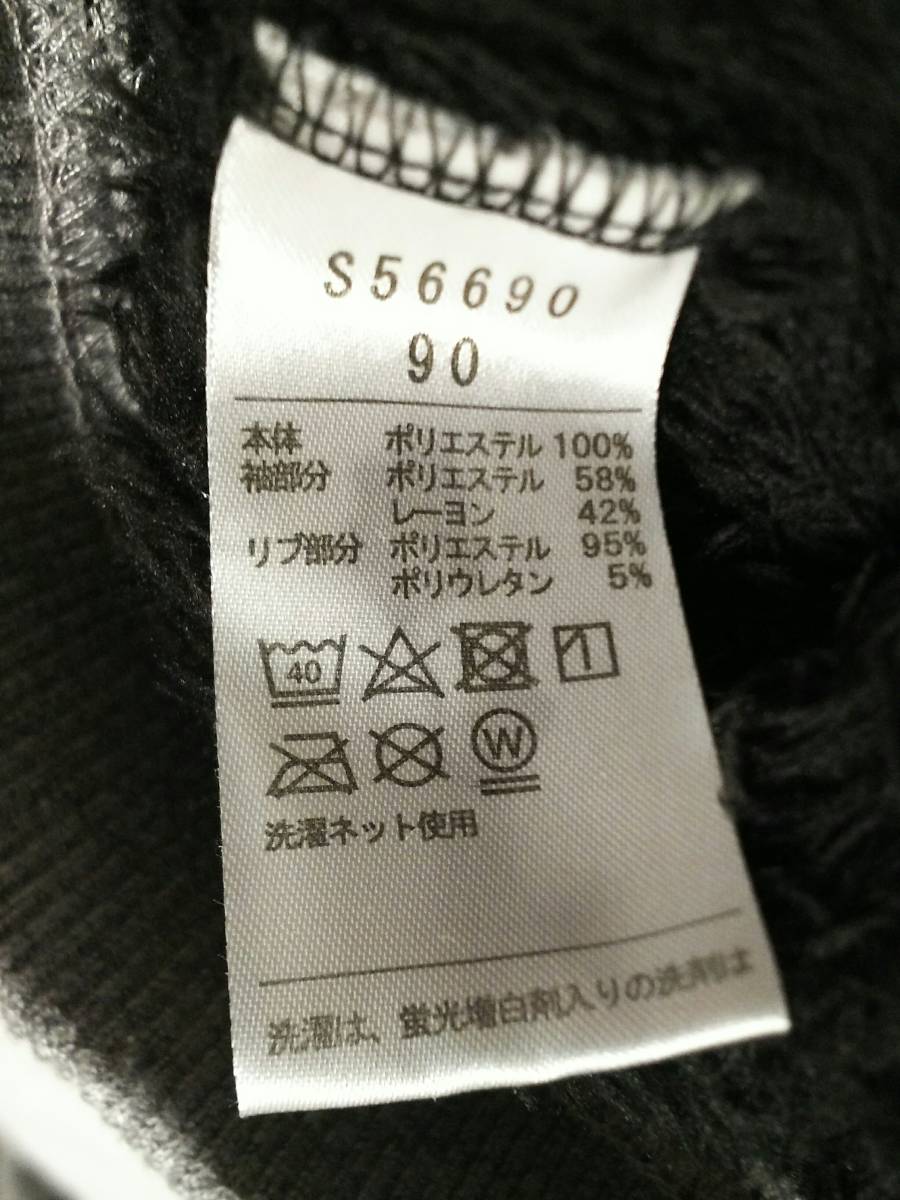 S56690
90
本体 ポリエステル 100%
袖部分 ポリエステル 58%
レーヨン 42%
リブ部分 ポリエステル 95%
ポリウレタン 5%
40
W
洗濯ネット使用
洗濯は、蛍光増白剤入りの洗剤は